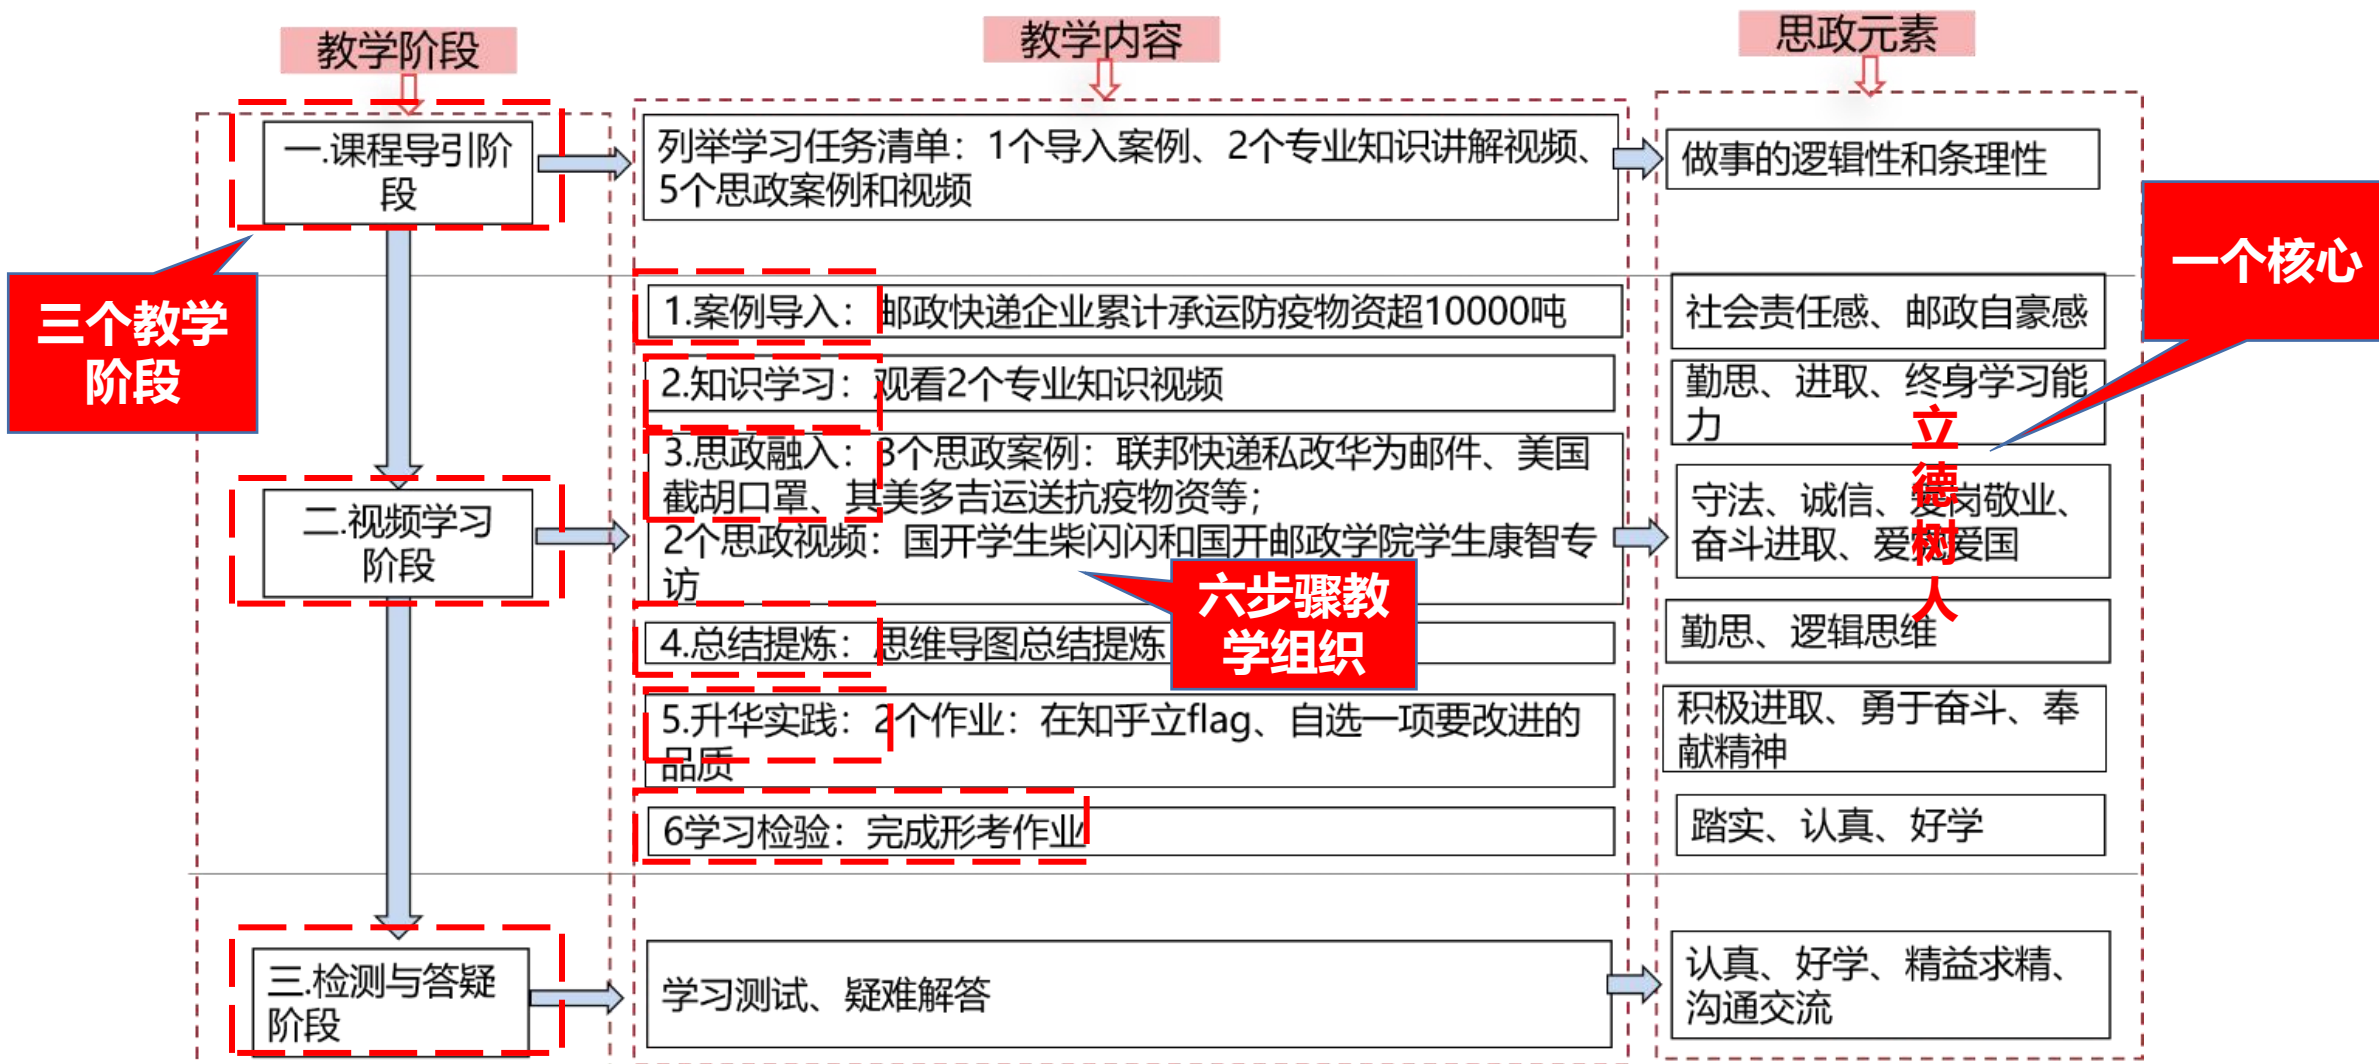 教学阶段
教学内容
思政元素
一.课程导引阶
段
列举学习任务清单：1个导入案例、2个专业知识讲解视频、
5个思政案例和视频
做事的逻辑性和条理性
三个教学
阶段
一个核心
1.案例导入：邮政快递企业累计承运防疫物资超10000吨
社会责任感、邮政自豪感
2.知识学习：观看2个专业知识视频
勤思、进取、终身学习能
力
二.视频学习
阶段
3.思政融入：3个思政案例：联邦快递私改华为邮件、美国
截胡口罩、其美多吉运送抗疫物资等；
2个思政视频：国开学生柴闪闪和国开邮政学院学生康智专
访
守法、诚信、爱岗敬业、
奋斗进取、爱党爱国
立
德
树
人
六步骤教
学组织
4.总结提炼：思维导图总结提炼
勤思、逻辑思维
5.升华实践：2个作业：在知乎立flag、自选一项要改进的
品质
积极进取、勇于奋斗、奉
献精神
6学习检验：完成形考作业
踏实、认真、好学
三.检测与答疑
阶段
学习测试、疑难解答
认真、好学、精益求精、
沟通交流